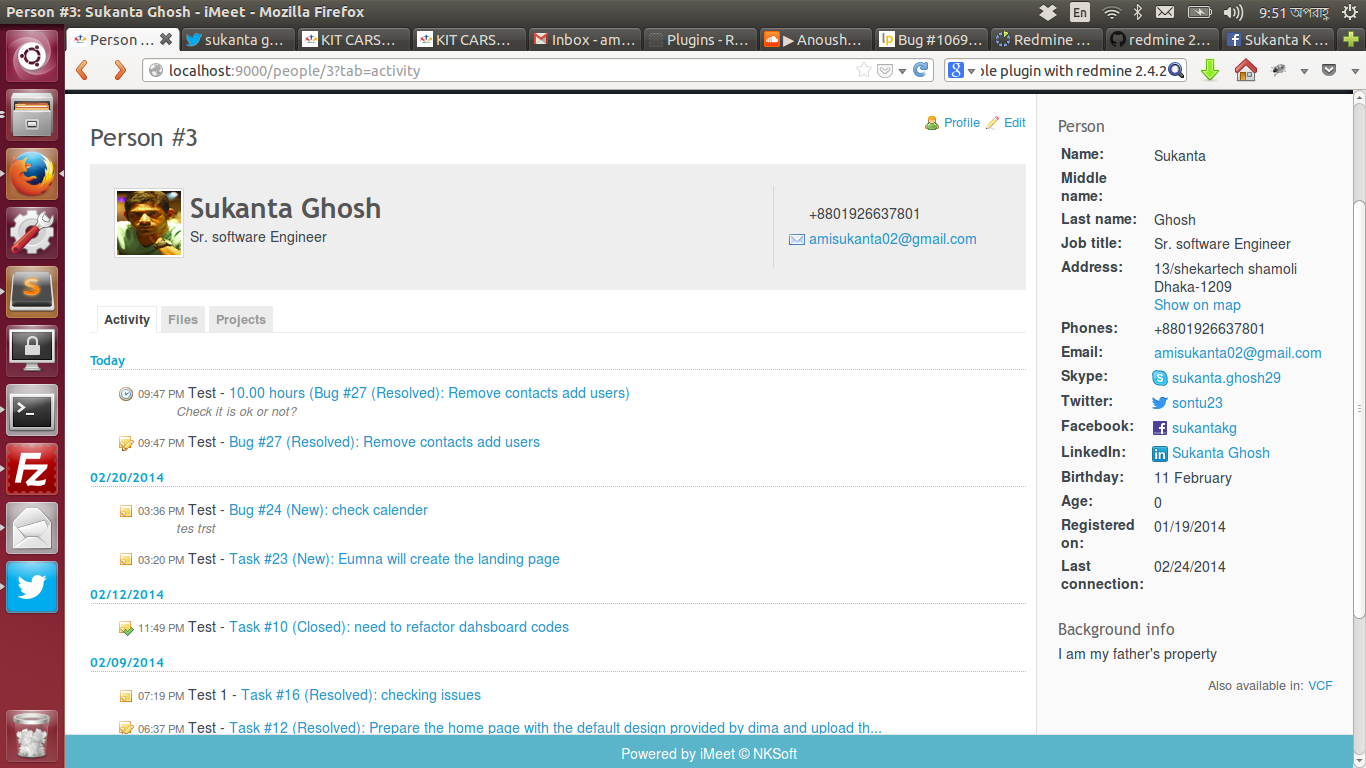 Person #3: Sukanta Ghosh - iMeet - Mozilla Firefox
En
9:51 অপরাহ্ণ
Person ...
sukanta g...
KIT CARS...
KIT CARS...
Inbox - am...
Plugins - R...
▶ Anoush...
Bug #1069...
Redmine ...
redmine 2...
Sukanta K ...
localhost:9000/people/3?tab=activity
ole plugin with redmine 2.4.2
Person #3
Profile
Edit
Sukanta Ghosh
Sr. software Engineer
+8801926637801
amisukanta02@gmail.com
Activity
Files
Projects
Today
09:47 PM Test - 10.00 hours (Bug #27 (Resolved): Remove contacts add users)
Check it is ok or not?
09:47 PM Test - Bug #27 (Resolved): Remove contacts add users
02/20/2014
03:36 PM Test - Bug #24 (New): check calender
tes trst
03:20 PM Test - Task #23 (New): Eumna will create the landing page
02/12/2014
11:49 PM Test - Task #10 (Closed): need to refactor dahsboard codes
02/09/2014
07:19 PM Test 1 - Task #16 (Resolved): checking issues
06:37 PM Test - Task #12 (Resolved): Prepare the home page with the default design provided by dima and upload th...
Person
Name: Sukanta
Middle
name:
Last name: Ghosh
Job title: Sr. software Engineer
Address: 13/shekartech shamoli
Dhaka-1209
Show on map
Phones: +8801926637801
Email: amisukanta02@gmail.com
Skype: sukanta.ghosh29
Twitter: sontu23
Facebook: sukantakg
LinkedIn: Sukanta Ghosh
Birthday: 11 February
Age: 0
Registered 01/19/2014
on:
Last 02/24/2014
connection:
Background info
I am my father's property
Also available in: VCF
Powered by iMeet © NKSoft